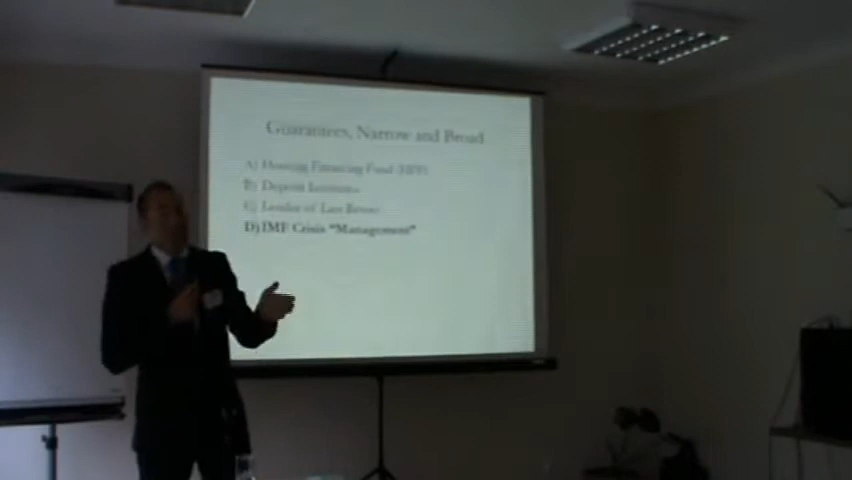 Guarantees, Narrow and Broad
A) Housing Financing Fund (HFF)
B) Deposit Insurance
C) Lender of Last Resort
D) IMF Crisis "Management"